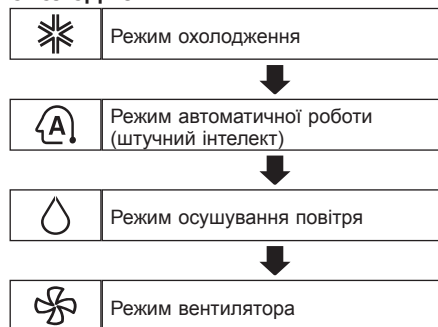 Режим охолодження
A
Режим автоматичної роботи
(штучний інтелект)
Режим осушування повітря
Режим вентилятора